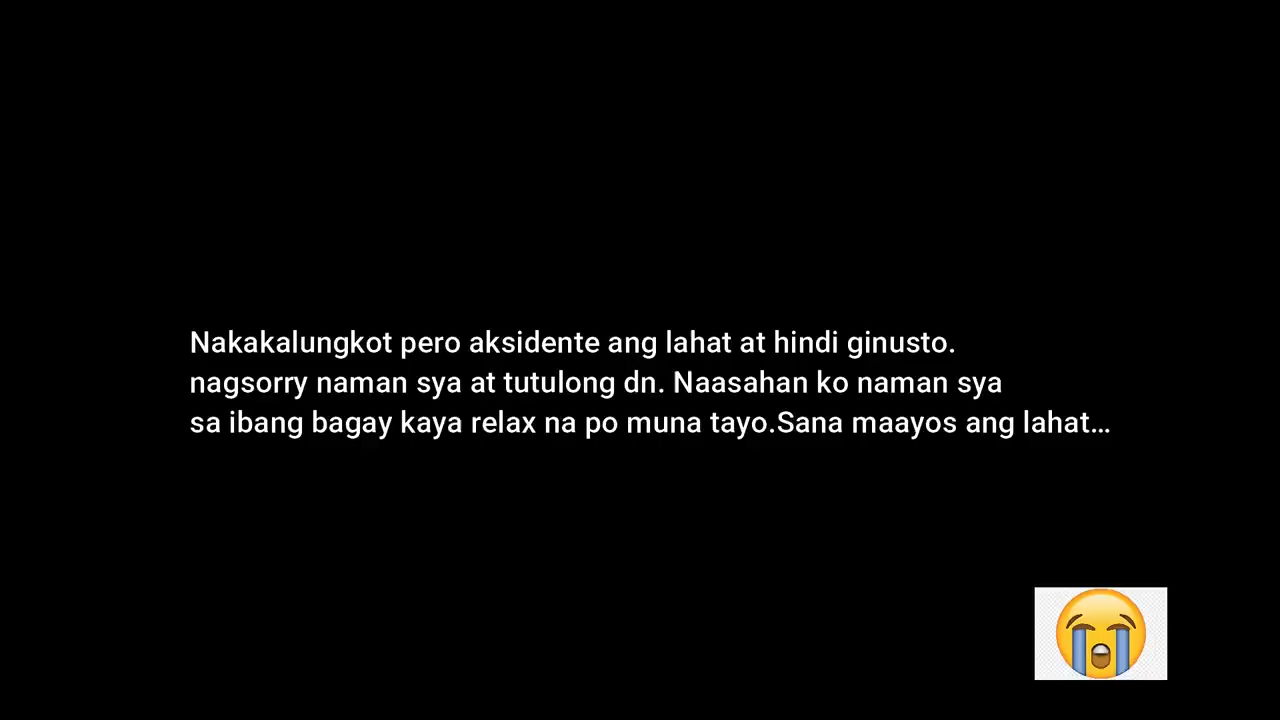 Nakakalungkot pero aksidente ang lahat at hindi ginusto.
nagsorry naman sya at tutulong dn. Naasahan ko naman sya
sa ibang bagay kaya relax na po muna tayo.Sana maayos ang lahat...